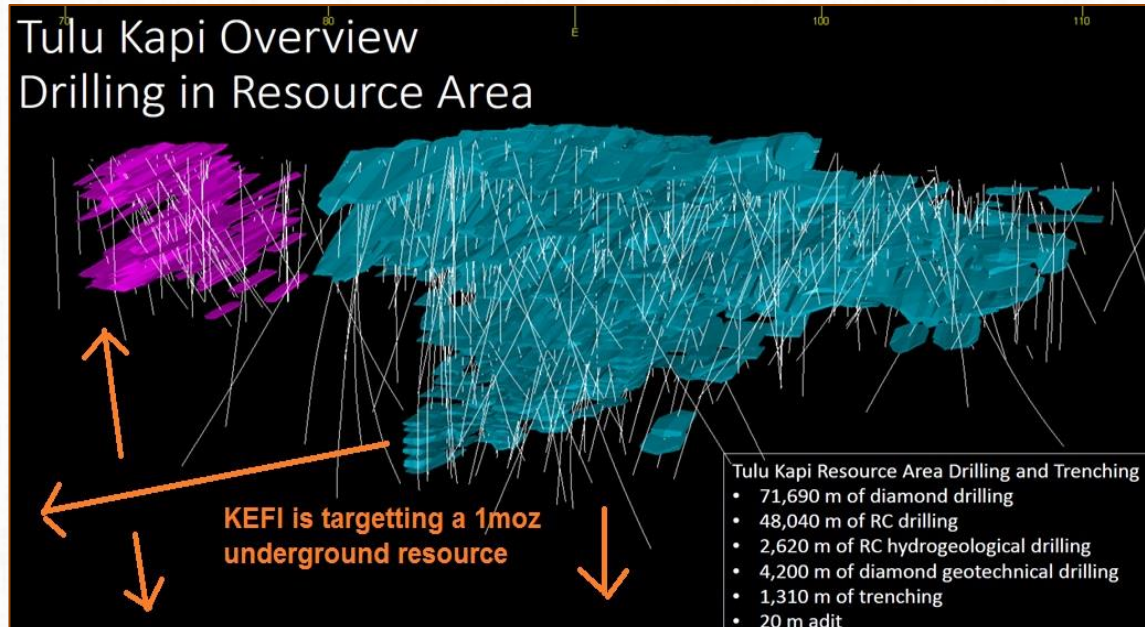 70 80 100 110
E
Tulu Kapi Overview
Drilling in Resource Area
KEFI is targetting a 1moz
underground resource
Tulu Kapi Resource Area Drilling and Trenching
• 71,690 m of diamond drilling
• 48,040 m of RC drilling
• 2,620 m of RC hydrogeological drilling
• 4,200 m of diamond geotechnical drilling
• 1,310 m of trenching
• 20 m adit